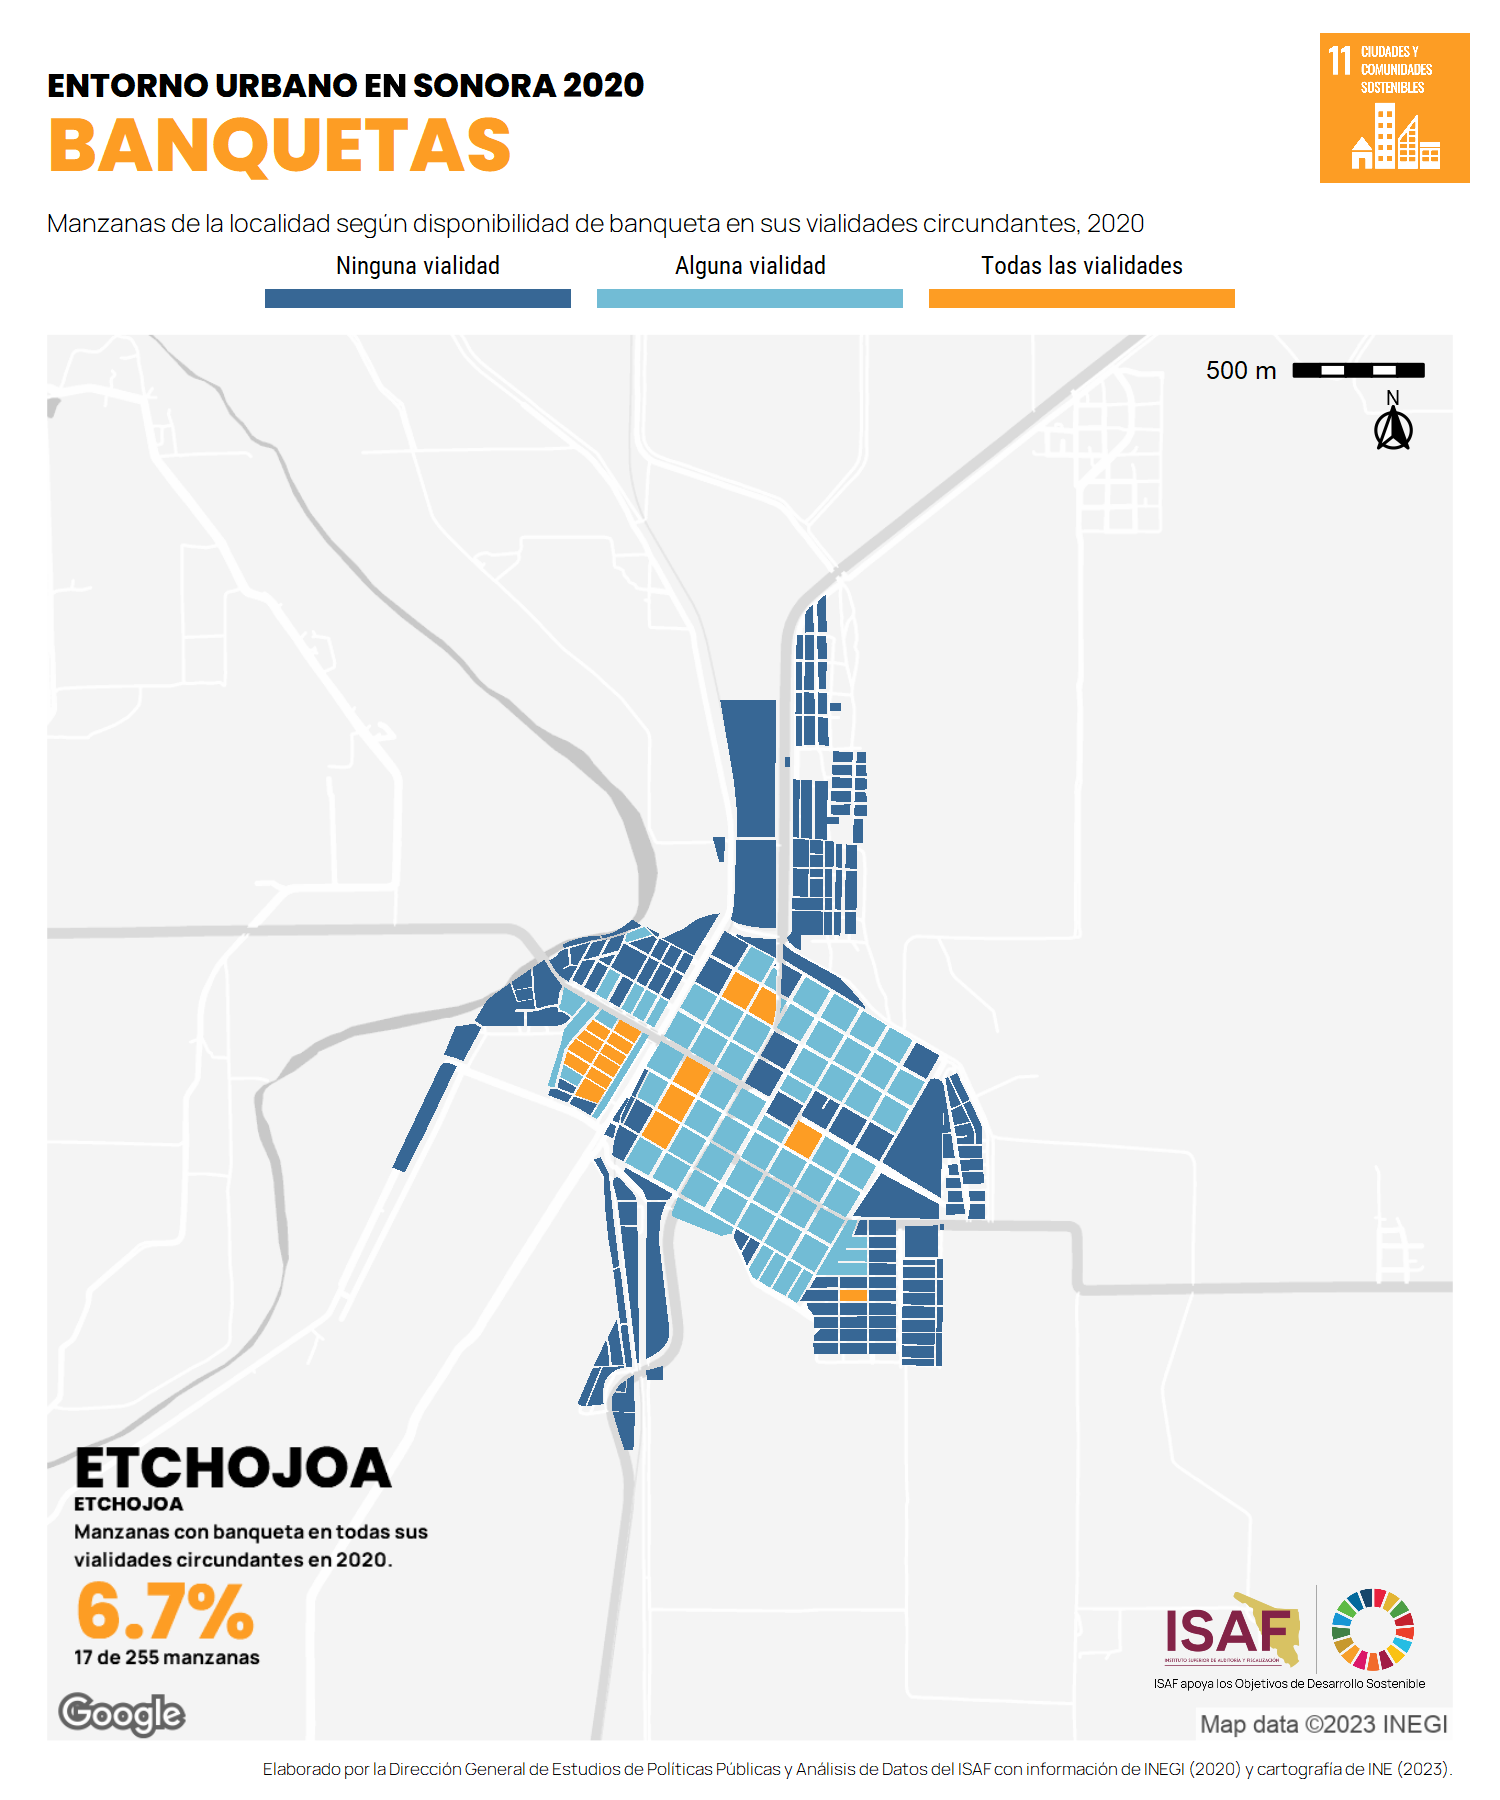 ENTORNO URBANO EN SONORA 2020
BANQUETAS
11 CIUDADES Y
COMUNIDADES
SOSTENIBLES
Manzanas de la localidad según disponibilidad de banqueta en sus vialidades circundantes, 2020
Ninguna vialidad
Alguna vialidad
Todas las vialidades
500 m
N
ETCHOJOA
ETCHOJOA
Manzanas con banqueta en todas sus
vialidades circundantes en 2020.
6.7%
17 de 255 manzanas
Google
ISAF
INSTITUTO SUPERIOR DE AUDITORÍA Y FISCALIZACIÓN
ISAF apoya los Objetivos de Desarrollo Sostenible
Map data ©2023 INEGI
Elaborado por la Dirección General de Estudios de Políticas Públicas y Análisis de Datos del ISAF con información de INEGI (2020) y cartografía de INE (2023).